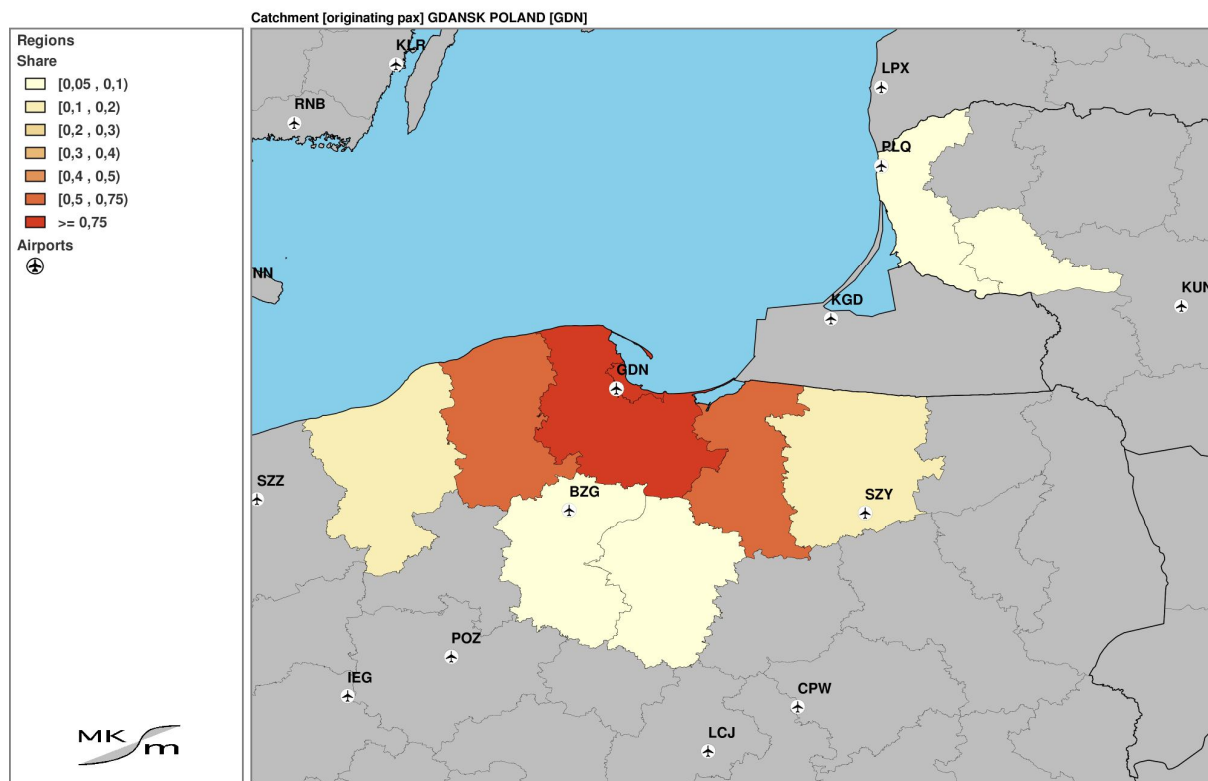 Catchment [originating pax] GDANSK POLAND [GDN]
Regions
Share
[0,05 , 0,1)
[0,1 , 0,2)
[0,2 , 0,3)
[0,3 , 0,4)
[0,4 , 0,5)
[0,5 , 0,75)
>= 0,75
Airports
KLR
LPX
RNB
PLQ
NN
KUN
KGD
GDN
SZZ
BZG
SZY
POZ
IEG
CPW
LCJ
MK
m